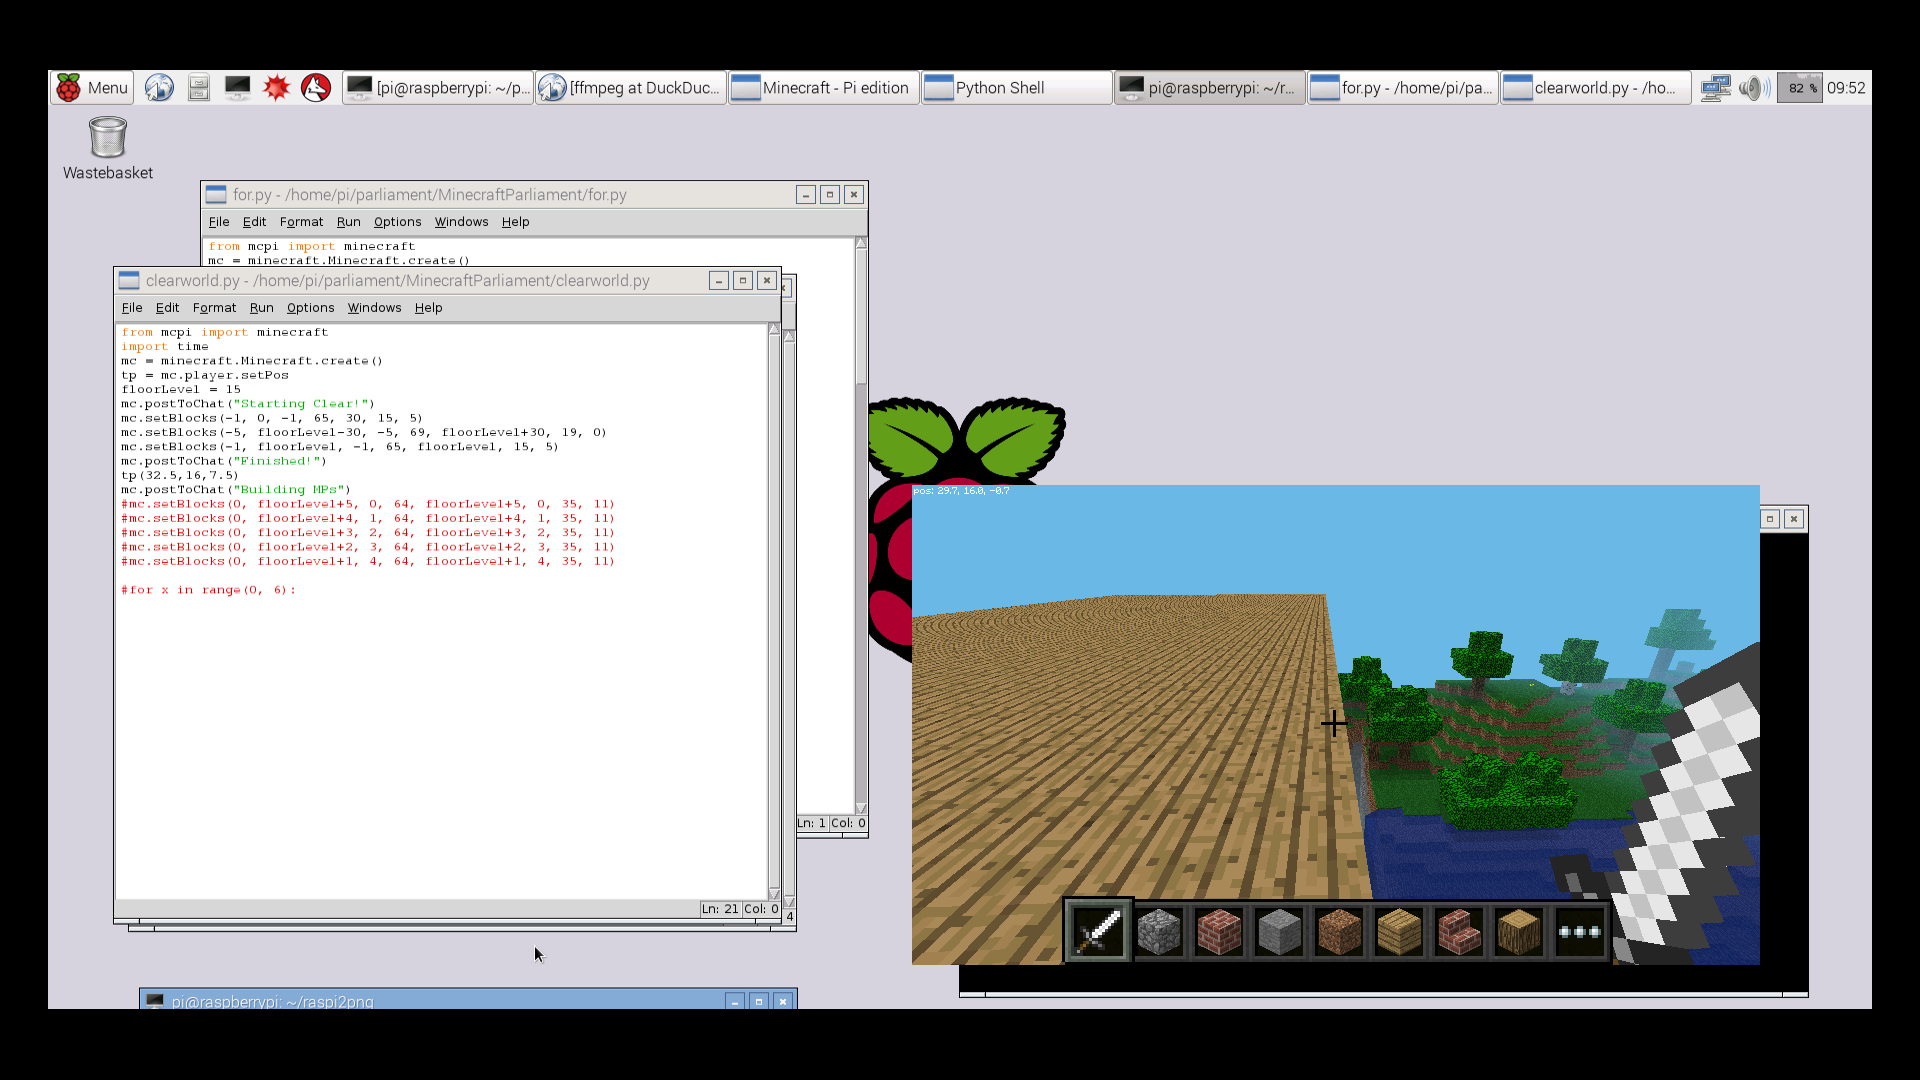 Menu
[pi@raspberrypi: ~/p...
[ffmpeg at DuckDuc...
Minecraft - Pi edition
Python Shell
pi@raspberrypi: ~/r...
for.py - /home/pi/pa...
clearworld.py - /ho...
82 %
09:52
Wastebasket
for.py - /home/pi/parliament/MinecraftParliament/for.py
File Edit Format Run Options Windows Help
from mcpi import minecraft
mc = minecraft.Minecraft.create()
clearworld.py - /home/pi/parliament/MinecraftParliament/clearworld.py
File Edit Format Run Options Windows Help
from mcpi import minecraft
import time
mc = minecraft.Minecraft.create()
tp = mc.player.setPos
floorLevel = 15
mc.postToChat("Starting Clear!")
mc.setBlocks(-1, 0, -1, 65, 30, 15, 5)
mc.setBlocks(-5, floorLevel-30, -5, 69, floorLevel+30, 19, 0)
mc.setBlocks(-1, floorLevel, -1, 65, floorLevel, 15, 5)
mc.postToChat("Finished!")
tp(32.5,16,7.5)
mc.postToChat("Building MPs")
#mc.setBlocks(0, floorLevel+5, 0, 64, floorLevel+5, 0, 35, 11)
#mc.setBlocks(0, floorLevel+4, 1, 64, floorLevel+4, 1, 35, 11)
#mc.setBlocks(0, floorLevel+3, 2, 64, floorLevel+3, 2, 35, 11)
#mc.setBlocks(0, floorLevel+2, 3, 64, floorLevel+2, 3, 35, 11)
#mc.setBlocks(0, floorLevel+1, 4, 64, floorLevel+1, 4, 35, 11)
#for x in range(0, 6):
pos: 29.7, 16.0, -0.7
Ln: 1 Col: 0
Ln: 21 Col: 0
4
pi@raspberrypi: ~/raspi2png